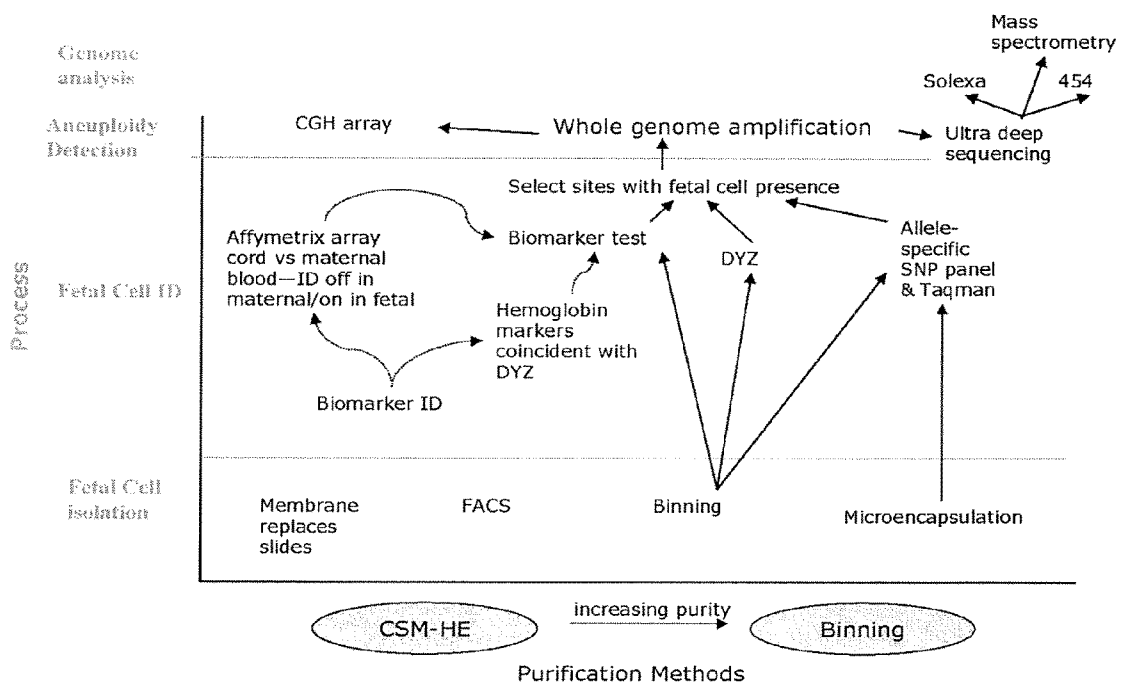 Mass
spectrometry
Genome
analysis
Solexa
454
Aneuploidy
Detection
CGH array
Whole genome amplification
Ultra deep
sequencing
Select sites with fetal cell presence
Affymetrix array
cord vs maternal
blood—ID off in
maternal/on in fetal
Biomarker test
DYZ
Allele-
specific
SNP panel
& Taqman
Process
Fetal Cell ID
Hemoglobin
markers
coincident with
DYZ
Biomarker ID
Fetal Cell
isolation
Membrane
replaces
slides
FACS
Binning
Microencapsulation
CSM-HE
increasing purity
Binning
Purification Methods